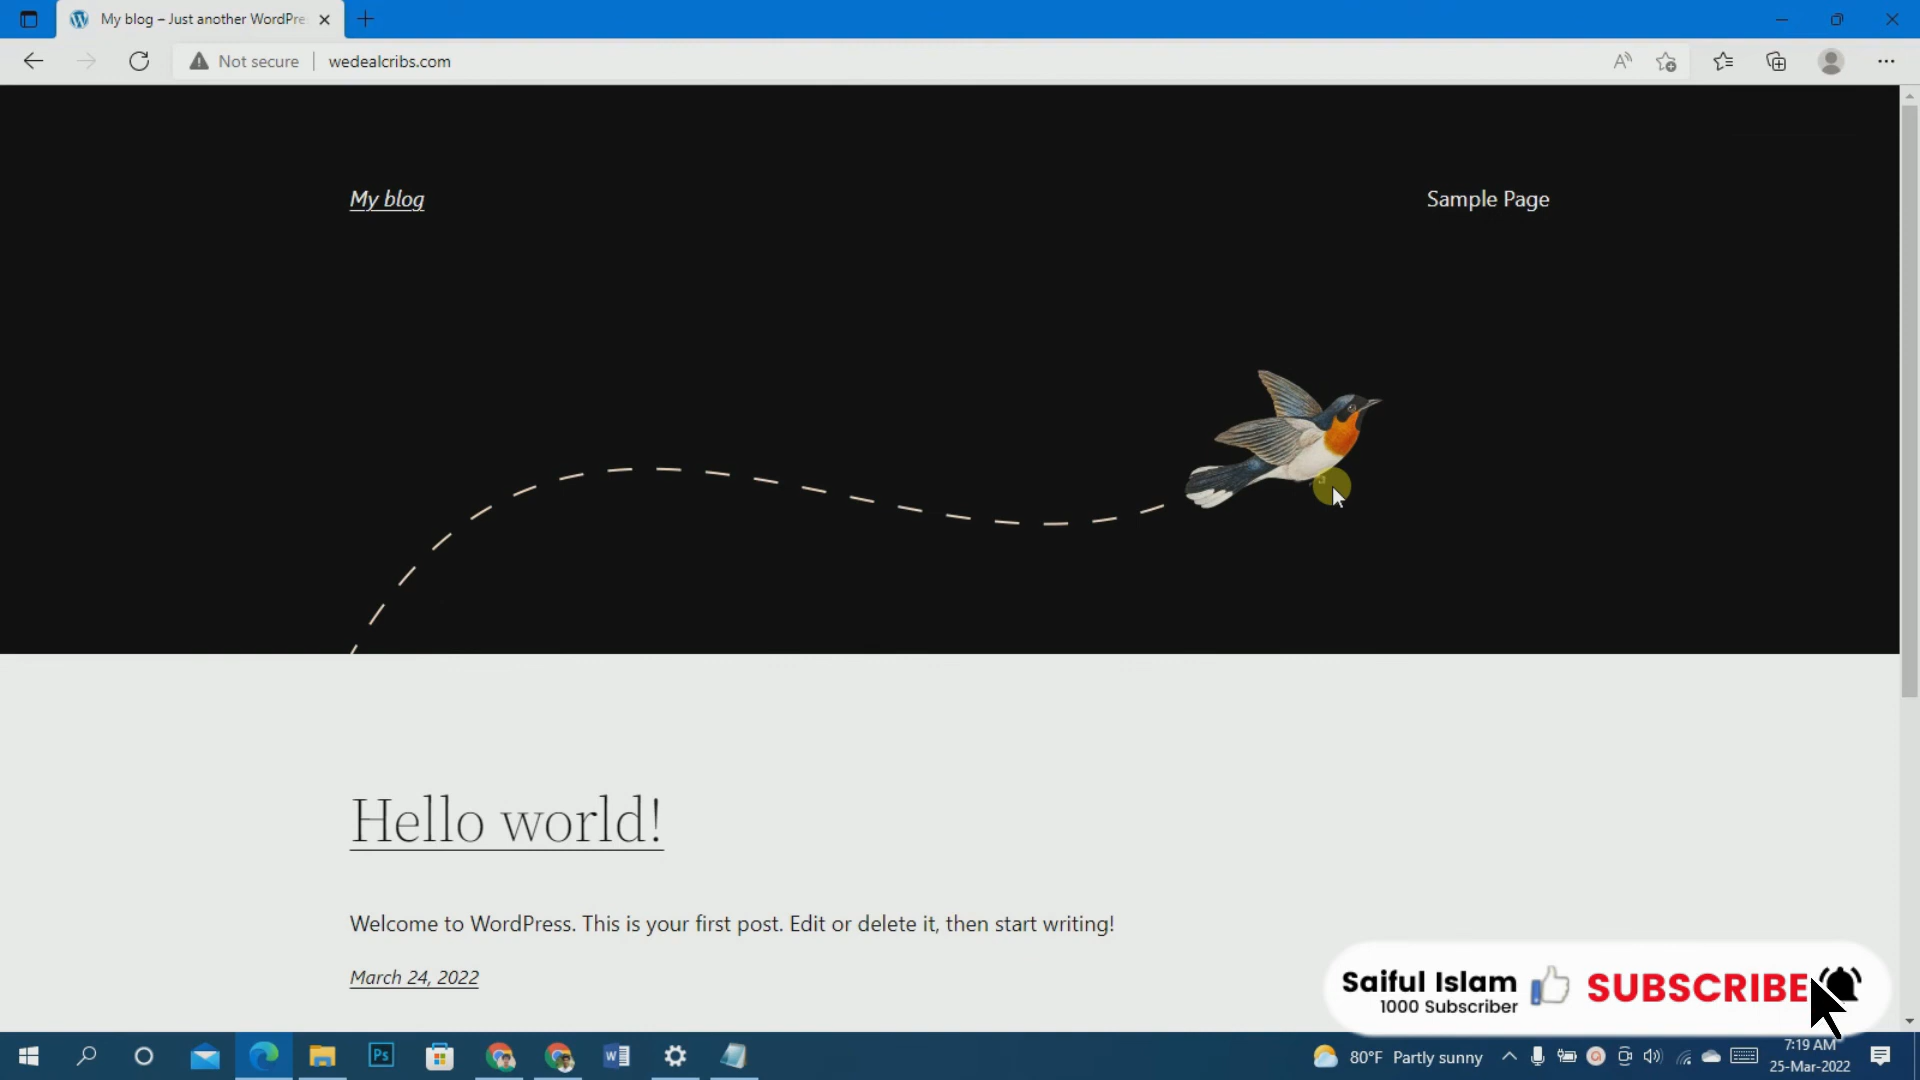 My blog – Just another WordPre
Not secure
wedealcribs.com
My blog
Sample Page
Hello world!
Welcome to WordPress. This is your first post. Edit or delete it, then start writing!
March 24, 2022
Saiful Islam
1000 Subscriber
SUBSCRIBE
Ps
W
80°F Partly sunny
7:19 AM
25-Mar-2022